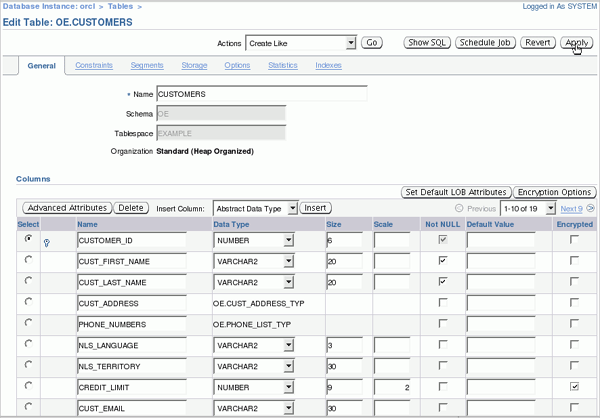 Database Instance: orcl > Tables > Logged in As SYSTEM
Edit Table: OE.CUSTOMERS
Actions Create Like Go Show SQL Schedule Job Revert Apply
General Constraints Segments Storage Options Statistics Indexes
* Name CUSTOMERS
Schema OE
Tablespace EXAMPLE
Organization Standard (Heap Organized)
Columns
Set Default LOB Attributes Encryption Options
Advanced Attributes Delete Insert Column: Abstract Data Type Insert Previous 1-10 of 19 Next 9
Select Name Data Type Size Scale Not NULL Default Value Encrypted
CUSTOMER_ID NUMBER 6
CUST_FIRST_NAME VARCHAR2 20
CUST_LAST_NAME VARCHAR2 20
CUST_ADDRESS OE.CUST_ADDRESS_TYP
PHONE_NUMBERS OE.PHONE_LIST_TYP
NLS_LANGUAGE VARCHAR2 3
NLS_TERRITORY VARCHAR2 30
CREDIT_LIMIT NUMBER 9 2
CUST_EMAIL VARCHAR2 30